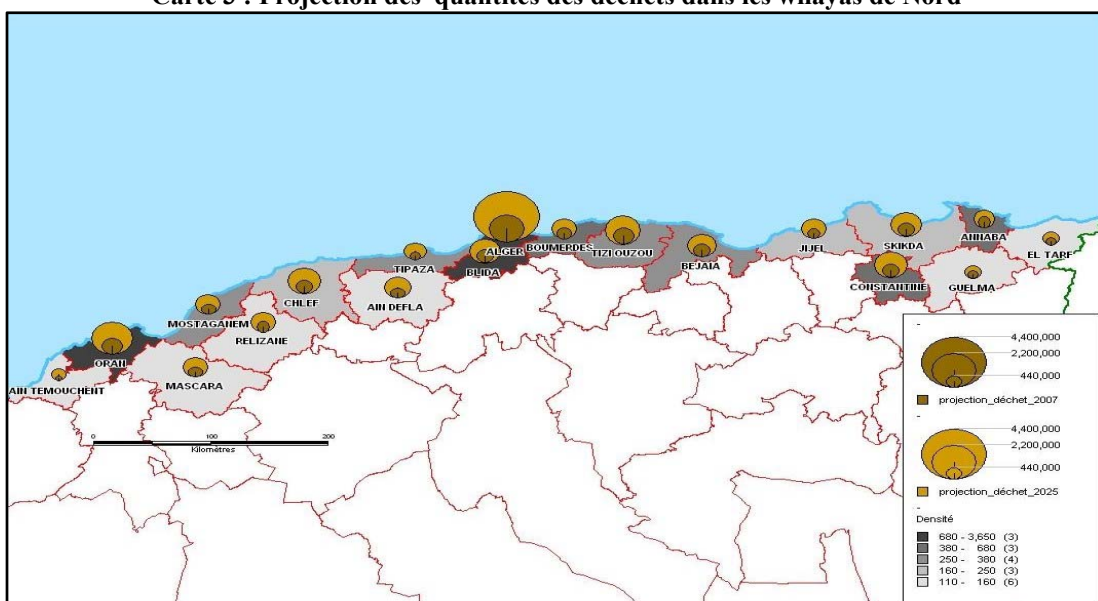 Carte 3 : Projection des quantités des déchets dans les wilayas de Nord
ALGER
BOUMERDES
TIZIOUZOU
TIPAZA
BLIDA
BEJAIA
JIJEL
SKIKDA
ANNABA
EL TARF
CONSTANTINE
GUELMA
CHLEF
AIN DEFLA
MOSTAGANEM
RELIZANE
ORAN
MASCARA
AIN TEMOUCHENT
0 100 200
Kilomètres
-
4,400,000
2,200,000
440,000
projection_déchet_2007
-
4,400,000
2,200,000
440,000
projection_déchet_2025
-
Densité
680 - 3,650 (3)
380 - 680 (3)
250 - 380 (4)
160 - 250 (3)
110 - 160 (6)